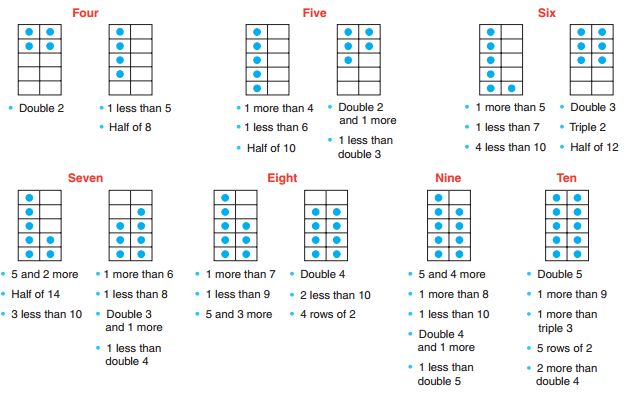 Four
Five
Six
• Double 2
• 1 less than 5
• Half of 8
• 1 more than 4
• 1 less than 6
• Half of 10
• Double 2
and 1 more
• 1 less than
double 3
• 1 more than 5
• 1 less than 7
• 4 less than 10
• Double 3
• Triple 2
• Half of 12
Seven
Eight
Nine
Ten
• 5 and 2 more
• Half of 14
• 3 less than 10
• 1 more than 6
• 1 less than 8
• Double 3
and 1 more
• 1 less than
double 4
• 1 more than 7
• 1 less than 9
• 5 and 3 more
• Double 4
• 2 less than 10
• 4 rows of 2
• 5 and 4 more
• 1 more than 8
• 1 less than 10
• Double 4
and 1 more
• 1 less than
double 5
• Double 5
• 1 more than 9
• 1 more than
triple 3
• 5 rows of 2
• 2 more than
double 4